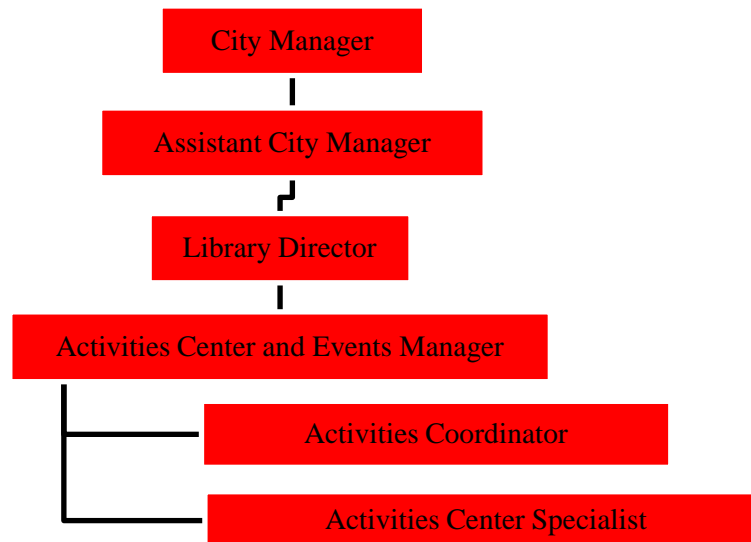 City Manager
Assistant City Manager
Library Director
Activities Center and Events Manager
Activities Coordinator
Activities Center Specialist